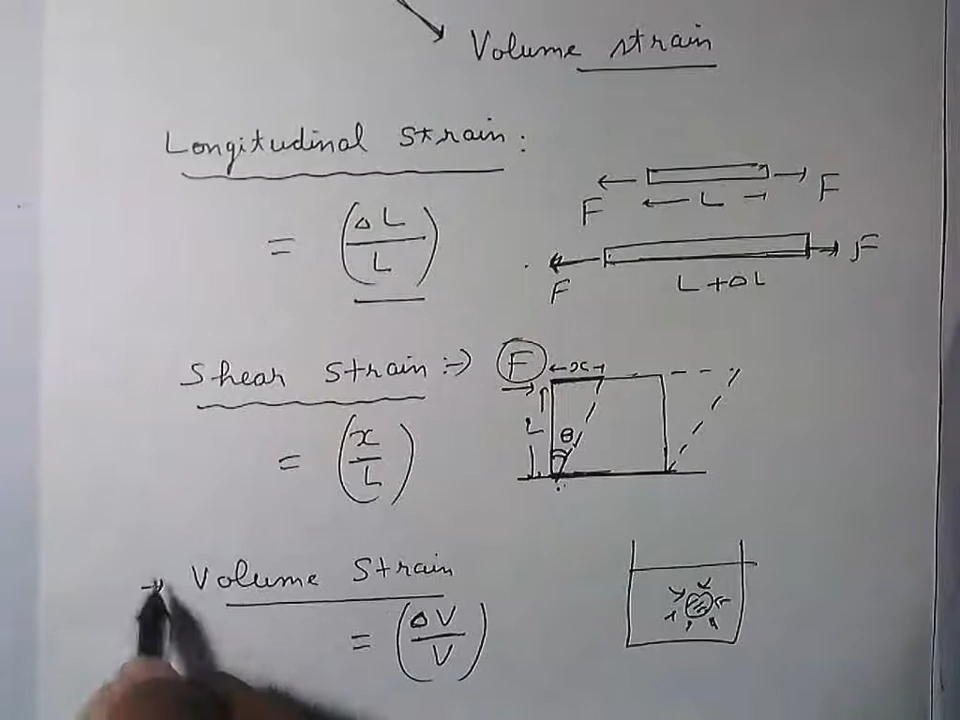 Volume strain
Longitudinal Strain :
= (ΔL/L)
F L F
F L+ΔL F
Shear Strain :→
F x
L θ
= (x/L)
→ Volume Strain
= (ΔV/V)